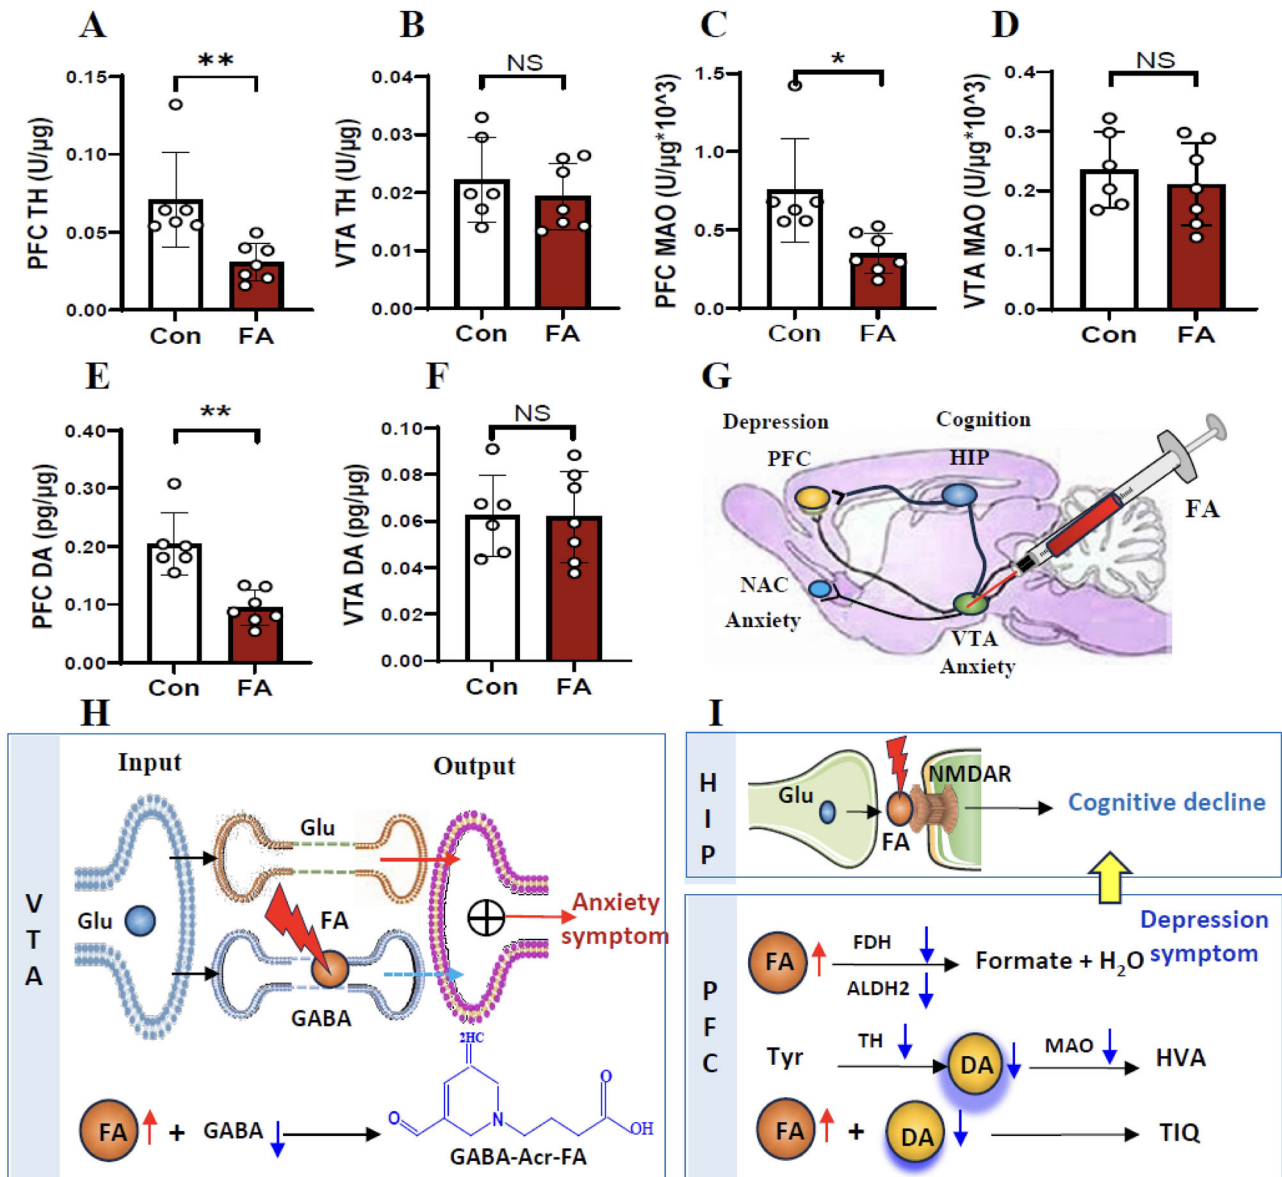 A
PFC TH (U/µg)
0.15
0.10
0.05
0.00
**
Con
FA
B
VTA TH (U/µg)
0.04
0.03
0.02
0.01
0.00
NS
Con
FA
C
PFC MAO (U/µg*10^3)
1.5
1.0
0.5
0.0
*
Con
FA
D
VTA MAO (U/µg*10^3)
0.4
0.3
0.2
0.1
0.0
NS
Con
FA
E
PFC DA (pg/µg)
0.40
0.30
0.20
0.10
0.00
**
Con
FA
F
VTA DA (pg/µg)
0.10
0.08
0.06
0.04
0.02
0.00
NS
Con
FA
G
Depression
PFC
Cognition
HIP
FA
NAC
Anxiety
VTA
Anxiety
H
VTA
Input
Output
Glu
Glu
FA
GABA
Anxiety
symptom
FA + GABA
2HC
O
N
O
OH
GABA-Acr-FA
I
HIP
Glu
FA
NMDAR
Cognitive decline
PFC
Depression
symptom
FA
FDH
ALDH2
Formate + H₂O
Tyr
TH
DA
MAO
HVA
FA + DA
TIQ